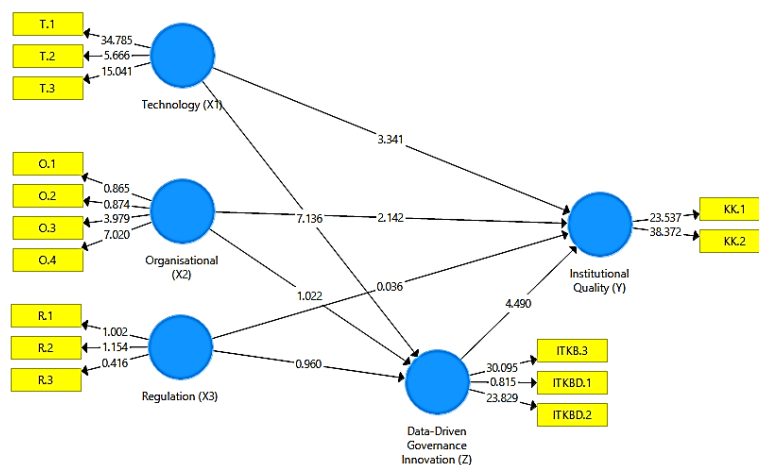 T.1
34.785
T.2
5.666
T.3
15.041
Technology (X1)
3.341
O.1
0.865
O.2
0.874
O.3
3.979
O.4
7.020
Organisational
(X2)
7.136
2.142
KK.1
23.537
KK.2
38.372
Institutional
Quality (Y)
1.022
0.036
4.490
R.1
1.002
R.2
1.154
R.3
0.416
Regulation (X3)
0.960
ITKB.3
30.095
ITKBD.1
0.815
ITKBD.2
23.829
Data-Driven
Governance
Innovation (Z)